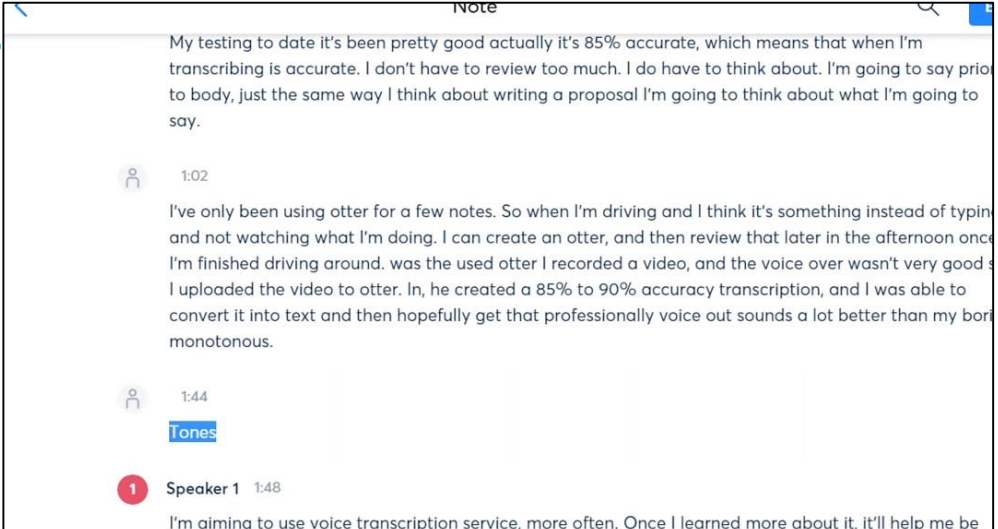 Note
My testing to date it's been pretty good actually it's 85% accurate, which means that when I'm
transcribing is accurate. I don't have to review too much. I do have to think about. I'm going to say
to body, just the same way I think about writing a proposal I'm going to think about what I'm going to
say.
1:02
I've only been using otter for a few notes. So when I'm driving and I think it's something instead of
and not watching what I'm doing. I can create an otter, and then review that later in the afternoon once
I'm finished driving around. was the used otter I recorded a video, and the voice over wasn't very good
I uploaded the video to otter. In, he created a 85% to 90% accuracy transcription, and I was able to
convert it into text and then hopefully get that professionally voice out sounds a lot better than my
monotonous.
1:44
Tones
1
Speaker 1 1:48
I'm aiming to use voice transcription service, more often. Once I learned more about it, it'll help me be